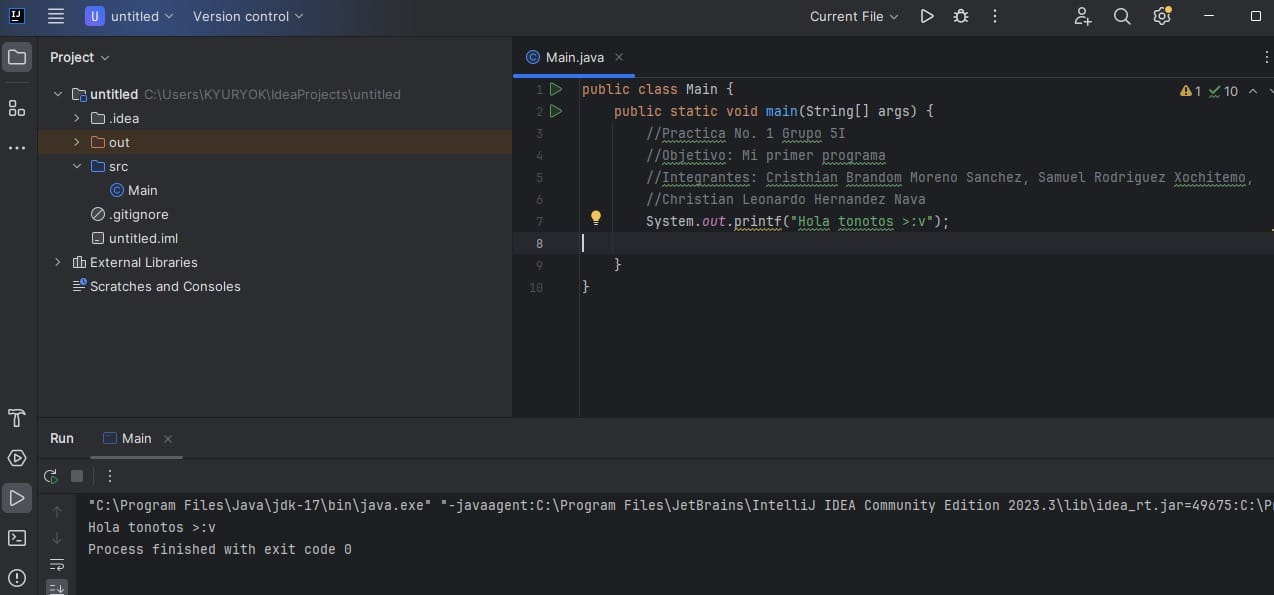 IJ
U untitled Version control Current File
Project
Main.java
untitled C:\Users\KYURYOK\IdeaProjects\untitled
.idea
out
src
Main
.gitignore
untitled.iml
External Libraries
Scratches and Consoles
1 public class Main { 1 10
2 public static void main(String[] args) {
3 //Practica No. 1 Grupo 5I
4 //Objetivo: Mi primer programa
5 //Integrantes: Cristhian Brandom Moreno Sanchez, Samuel Rodriguez Xochitemo,
6 //Christian Leonardo Hernandez Nava
7 System.out.printf("Hola tonotos >:v");
8
9 }
10 }
Run Main
"C:\Program Files\Java\jdk-17\bin\java.exe" "-javaagent:C:\Program Files\JetBrains\IntelliJ IDEA Community Edition 2023.3\lib\idea_rt.jar=49675:C:\P
Hola tonotos >:v
Process finished with exit code 0